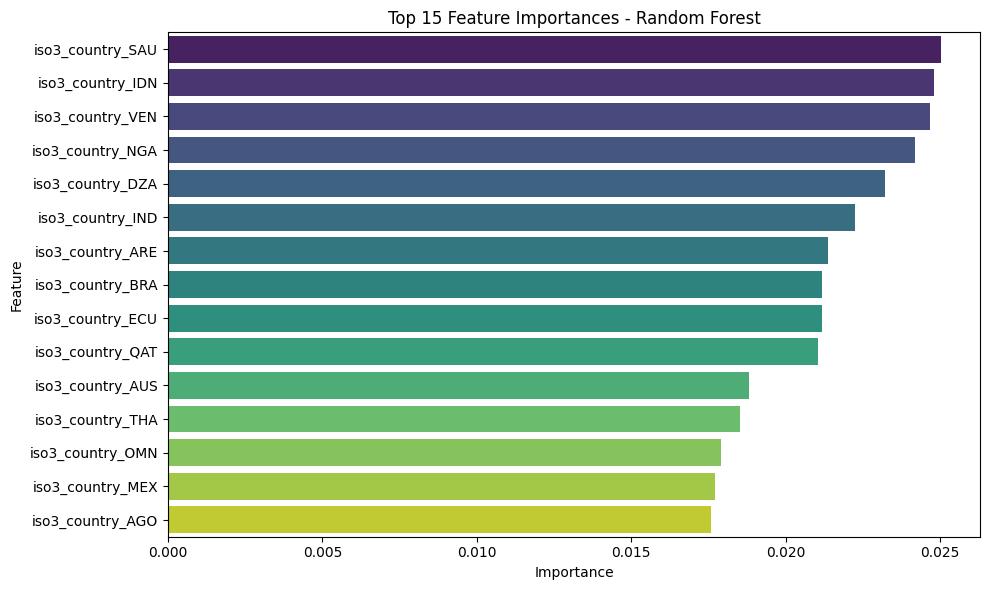 Top 15 Feature Importances - Random Forest
iso3_country_SAU
iso3_country_IDN
iso3_country_VEN
iso3_country_NGA
iso3_country_DZA
iso3_country_IND
iso3_country_ARE
iso3_country_BRA
iso3_country_ECU
iso3_country_QAT
iso3_country_AUS
iso3_country_THA
iso3_country_OMN
iso3_country_MEX
iso3_country_AGO
Feature
0.000 0.005 0.010 0.015 0.020 0.025
Importance